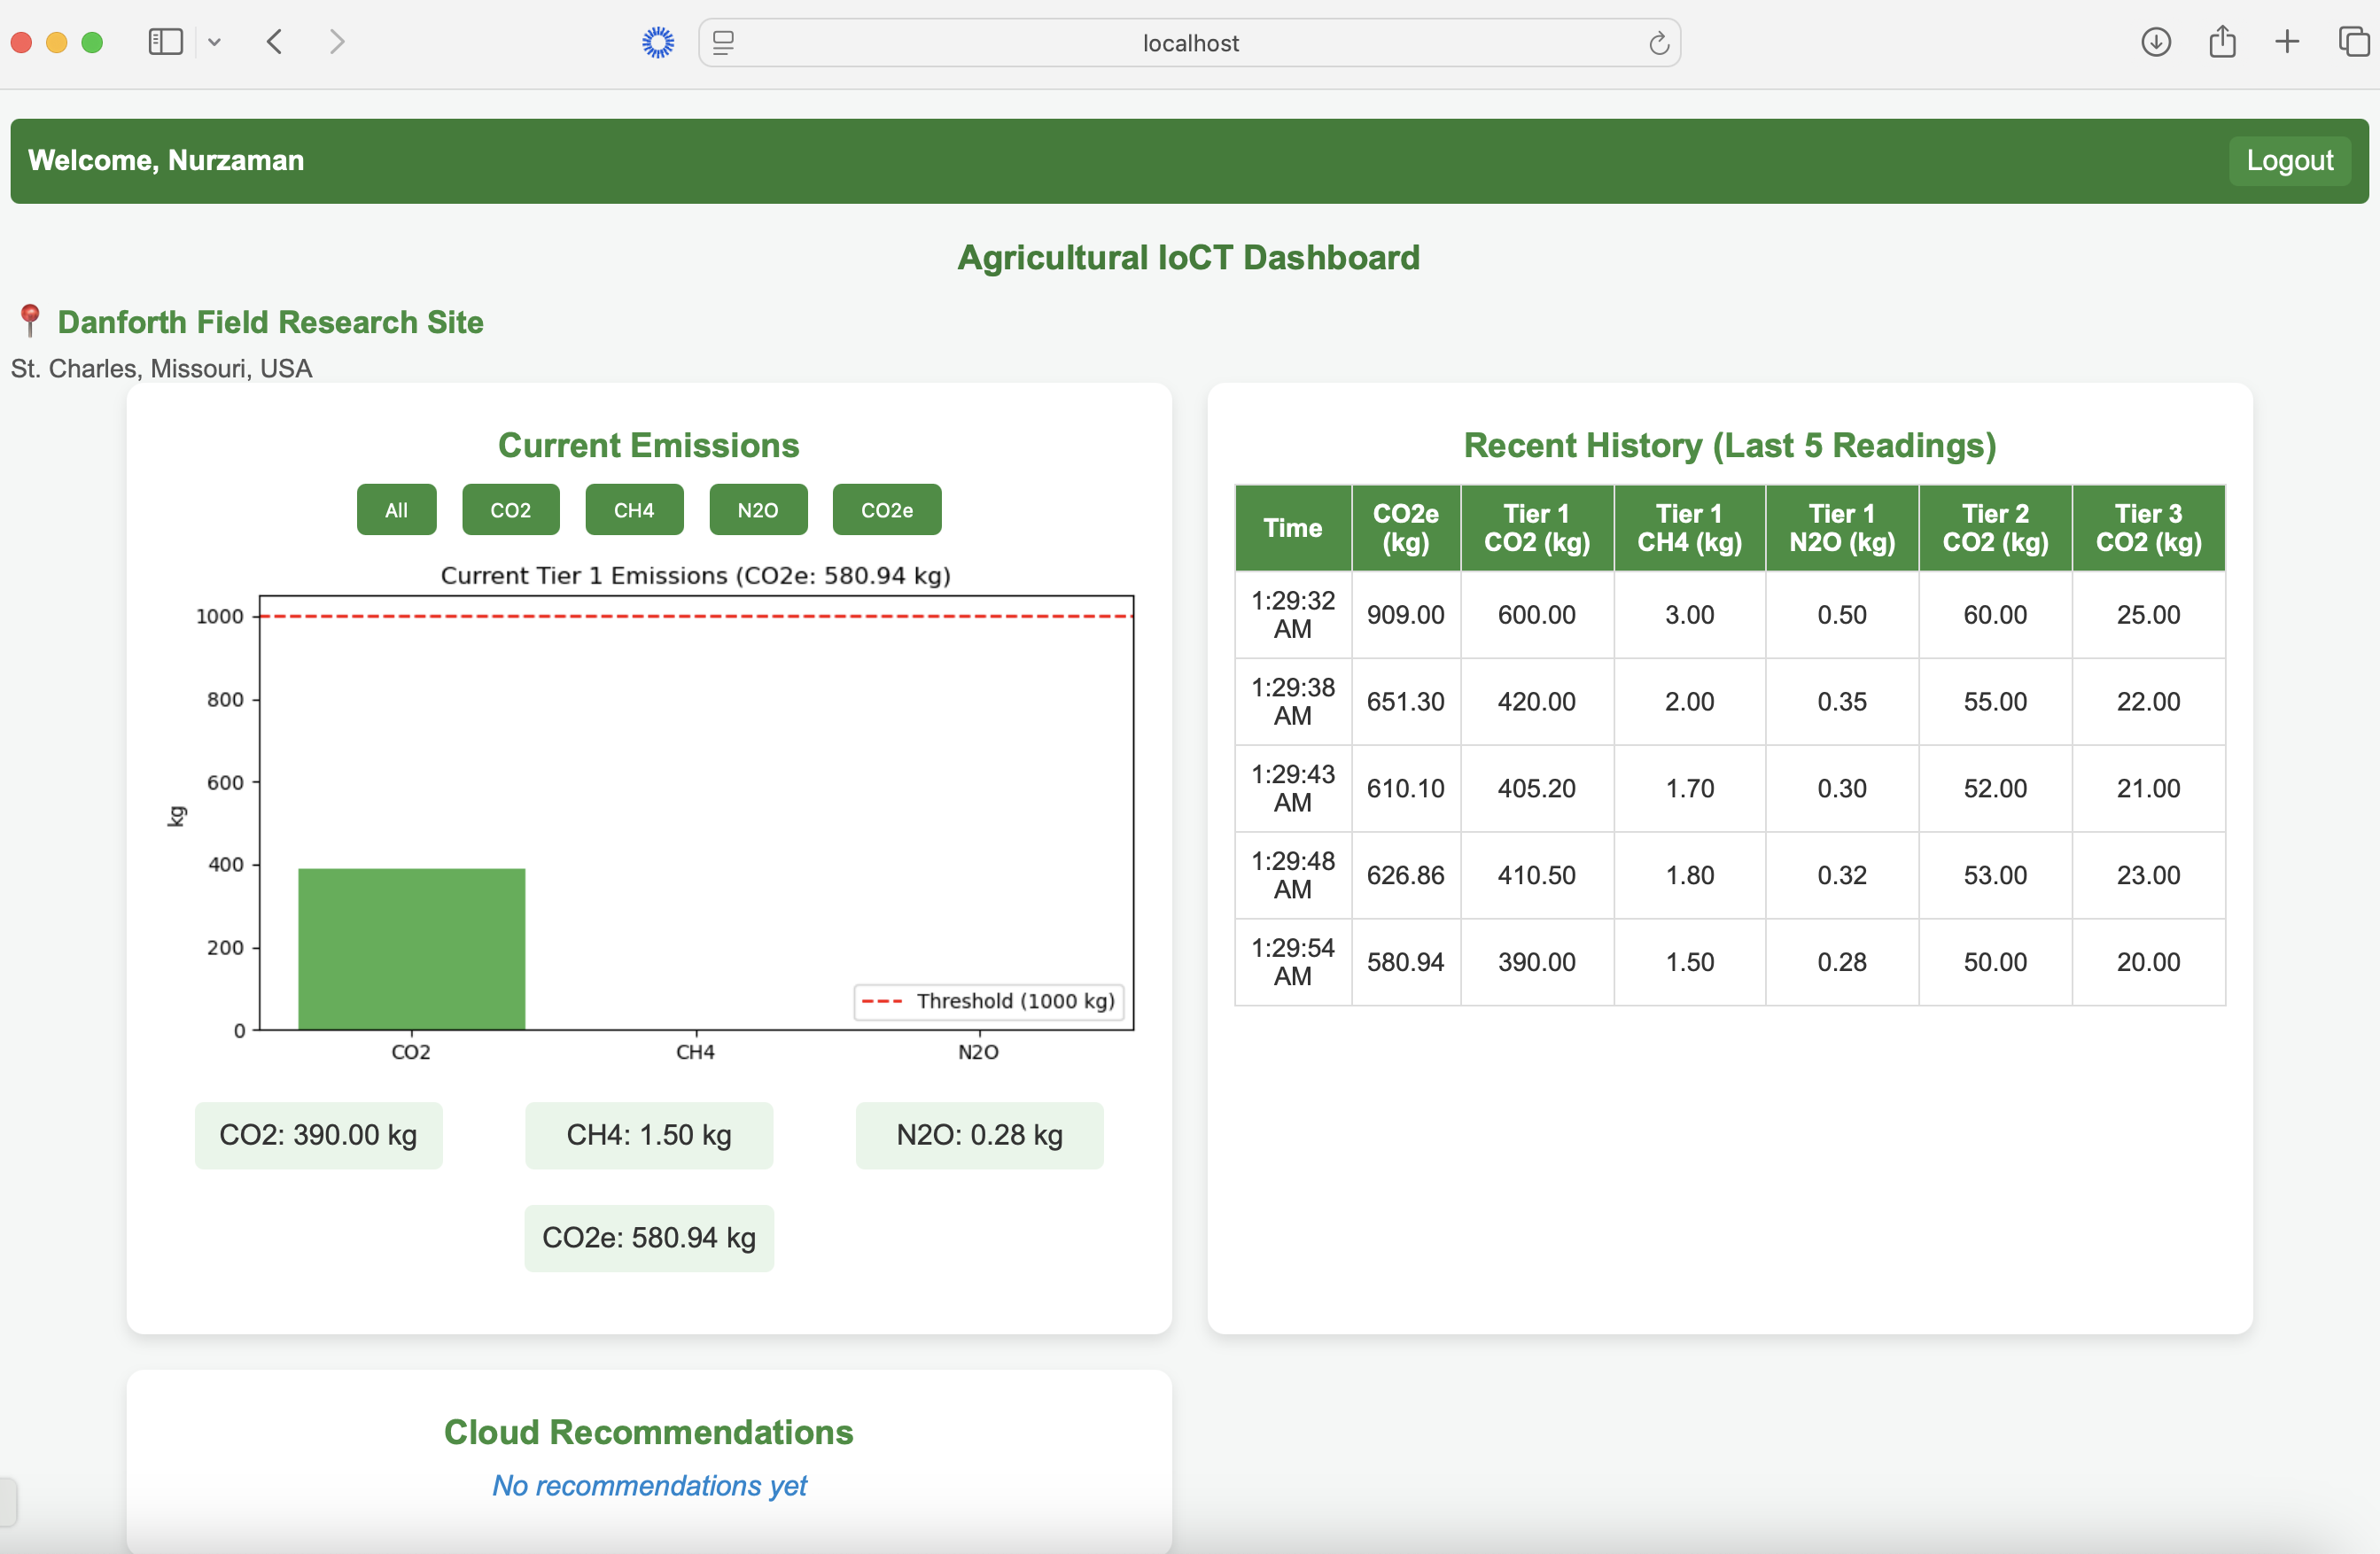 localhost
Welcome, Nurzaman
Logout
Agricultural IoCT Dashboard
Danforth Field Research Site
St. Charles, Missouri, USA
Current Emissions
All CO2 CH4 N2O CO2e
Current Tier 1 Emissions (CO2e: 580.94 kg)
1000
800
600
400
200
0
kg
Threshold (1000 kg)
CO2 CH4 N2O
CO2: 390.00 kg
CH4: 1.50 kg
N2O: 0.28 kg
CO2e: 580.94 kg
Recent History (Last 5 Readings)
Time CO2e (kg) Tier 1 CO2 (kg) Tier 1 CH4 (kg) Tier 1 N2O (kg) Tier 2 CO2 (kg) Tier 3 CO2 (kg)
1:29:32 AM 909.00 600.00 3.00 0.50 60.00 25.00
1:29:38 AM 651.30 420.00 2.00 0.35 55.00 22.00
1:29:43 AM 610.10 405.20 1.70 0.30 52.00 21.00
1:29:48 AM 626.86 410.50 1.80 0.32 53.00 23.00
1:29:54 AM 580.94 390.00 1.50 0.28 50.00 20.00
Cloud Recommendations
No recommendations yet